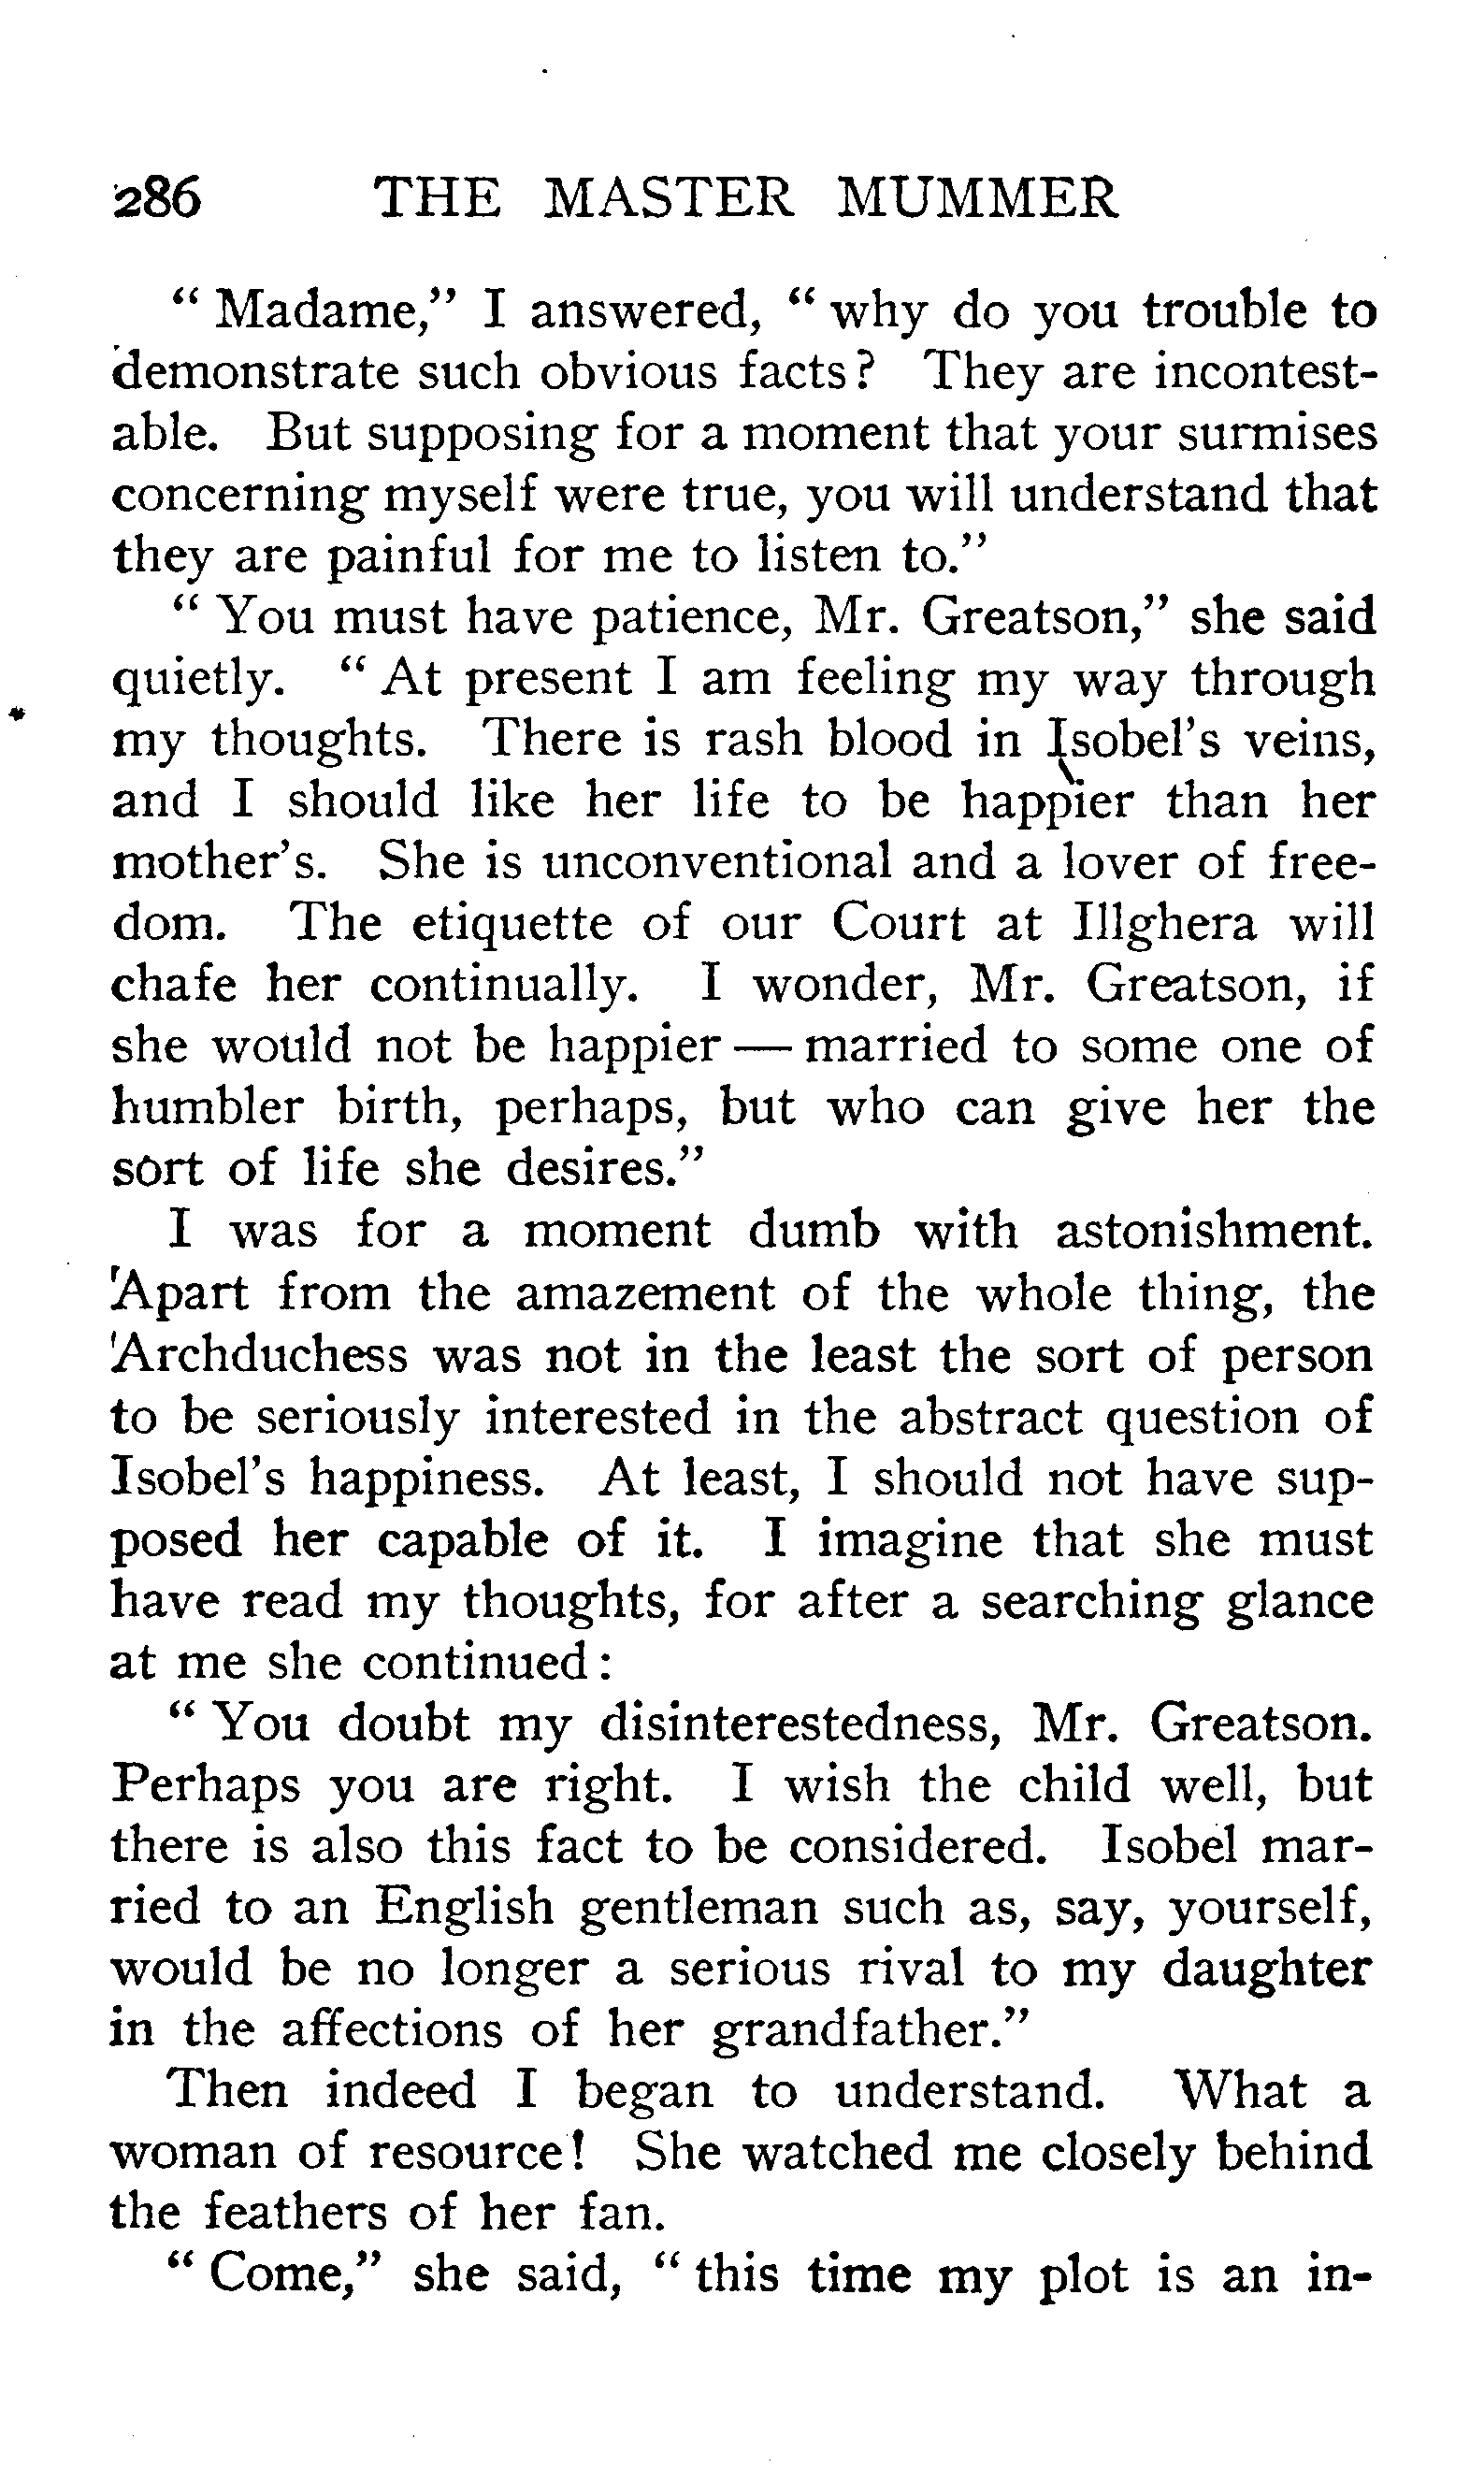 286 THE MASTER MUMMER
"Madame," I answered, "why do you trouble to
demonstrate such obvious facts? They are incontest-
able. But supposing for a moment that your surmises
concerning myself were true, you will understand that
they are painful for me to listen to."
"You must have patience, Mr. Greatson," she said
quietly. "At present I am feeling my way through
my thoughts. There is rash blood in Isobel's veins,
and I should like her life to be happier than her
mother's. She is unconventional and a lover of free-
dom. The etiquette of our Court at Illghera will
chafe her continually. I wonder, Mr. Greatson, if
she would not be happier — married to some one of
humbler birth, perhaps, but who can give her the
sort of life she desires."
I was for a moment dumb with astonishment.
Apart from the amazement of the whole thing, the
Archduchess was not in the least the sort of person
to be seriously interested in the abstract question of
Isobel's happiness. At least, I should not have sup-
posed her capable of it. I imagine that she must
have read my thoughts, for after a searching glance
at me she continued:
"You doubt my disinterestedness, Mr. Greatson.
Perhaps you are right. I wish the child well, but
there is also this fact to be considered. Isobel mar-
ried to an English gentleman such as, say, yourself,
would be no longer a serious rival to my daughter
in the affections of her grandfather."
Then indeed I began to understand. What a
woman of resource! She watched me closely behind
the feathers of her fan.
"Come," she said, "this time my plot is an in-